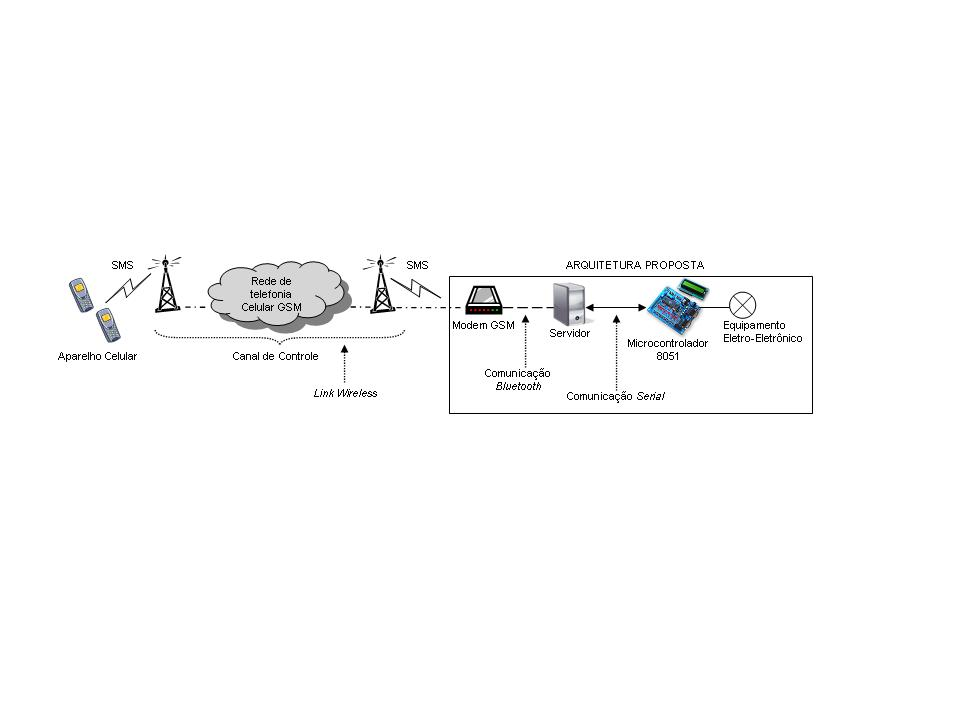 SMS
SMS
ARQUITETURA PROPOSTA
Rede de
telefonia
Celular GSM
Modem GSM
Servidor
Microcontrolador
8051
Equipamento
Eletro-Eletrônico
Aparelho Celular
Canal de Controle
Link Wireless
Comunicação
Bluetooth
Comunicação Serial